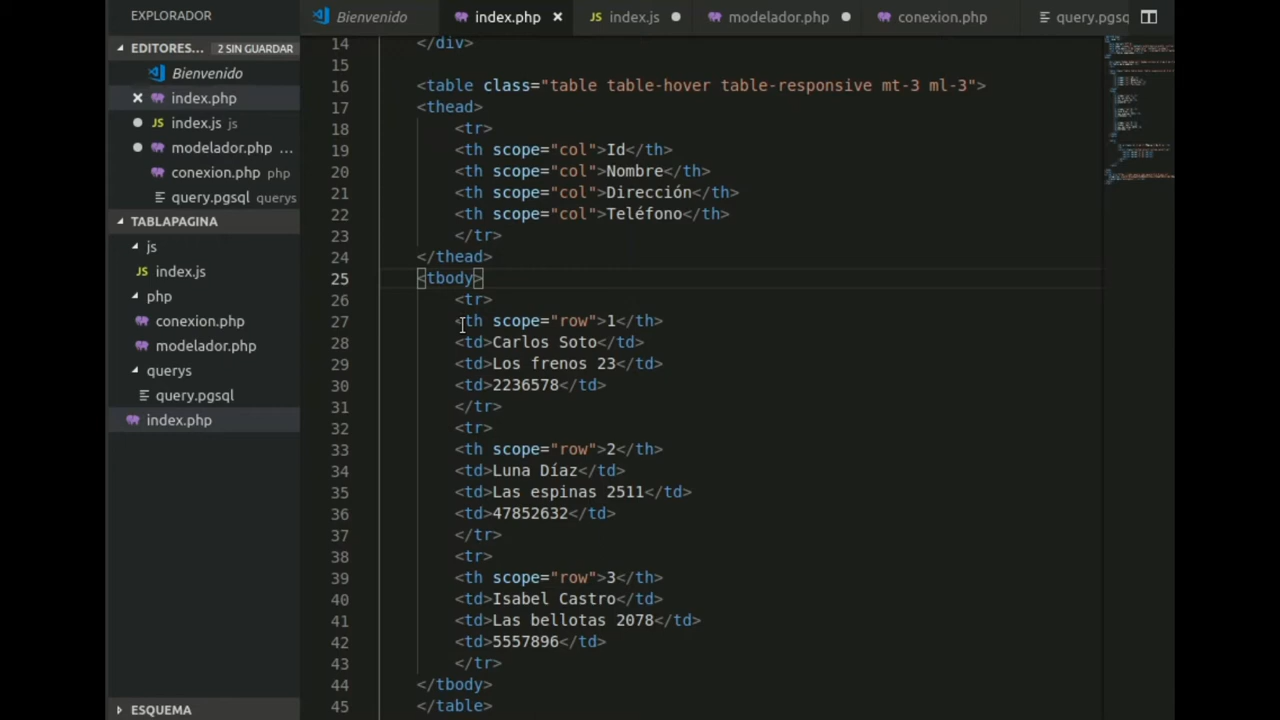 EXPLORADOR
EDITORES... 2 SIN GUARDAR
Bienvenido
index.php
index.js js
modelador.php ...
conexion.php php
query.pgsql querys
TABLAPAGINA
js
index.js
php
conexion.php
modelador.php
querys
query.pgsql
index.php
ESQUEMA
Bienvenido index.php index.js modelador.php conexion.php query.pgsq
14 </div>
15
16 <table class="table table-hover table-responsive mt-3 ml-3">
17 <thead>
18 <tr>
19 <th scope="col">Id</th>
20 <th scope="col">Nombre</th>
21 <th scope="col">Dirección</th>
22 <th scope="col">Teléfono</th>
23 </tr>
24 </thead>
25 <tbody>
26 <tr>
27 <th scope="row">1</th>
28 <td>Carlos Soto</td>
29 <td>Los frenos 23</td>
30 <td>2236578</td>
31 </tr>
32 <tr>
33 <th scope="row">2</th>
34 <td>Luna Díaz</td>
35 <td>Las espinas 2511</td>
36 <td>47852632</td>
37 </tr>
38 <tr>
39 <th scope="row">3</th>
40 <td>Isabel Castro</td>
41 <td>Las bellotas 2078</td>
42 <td>5557896</td>
43 </tr>
44 </tbody>
45 </table>